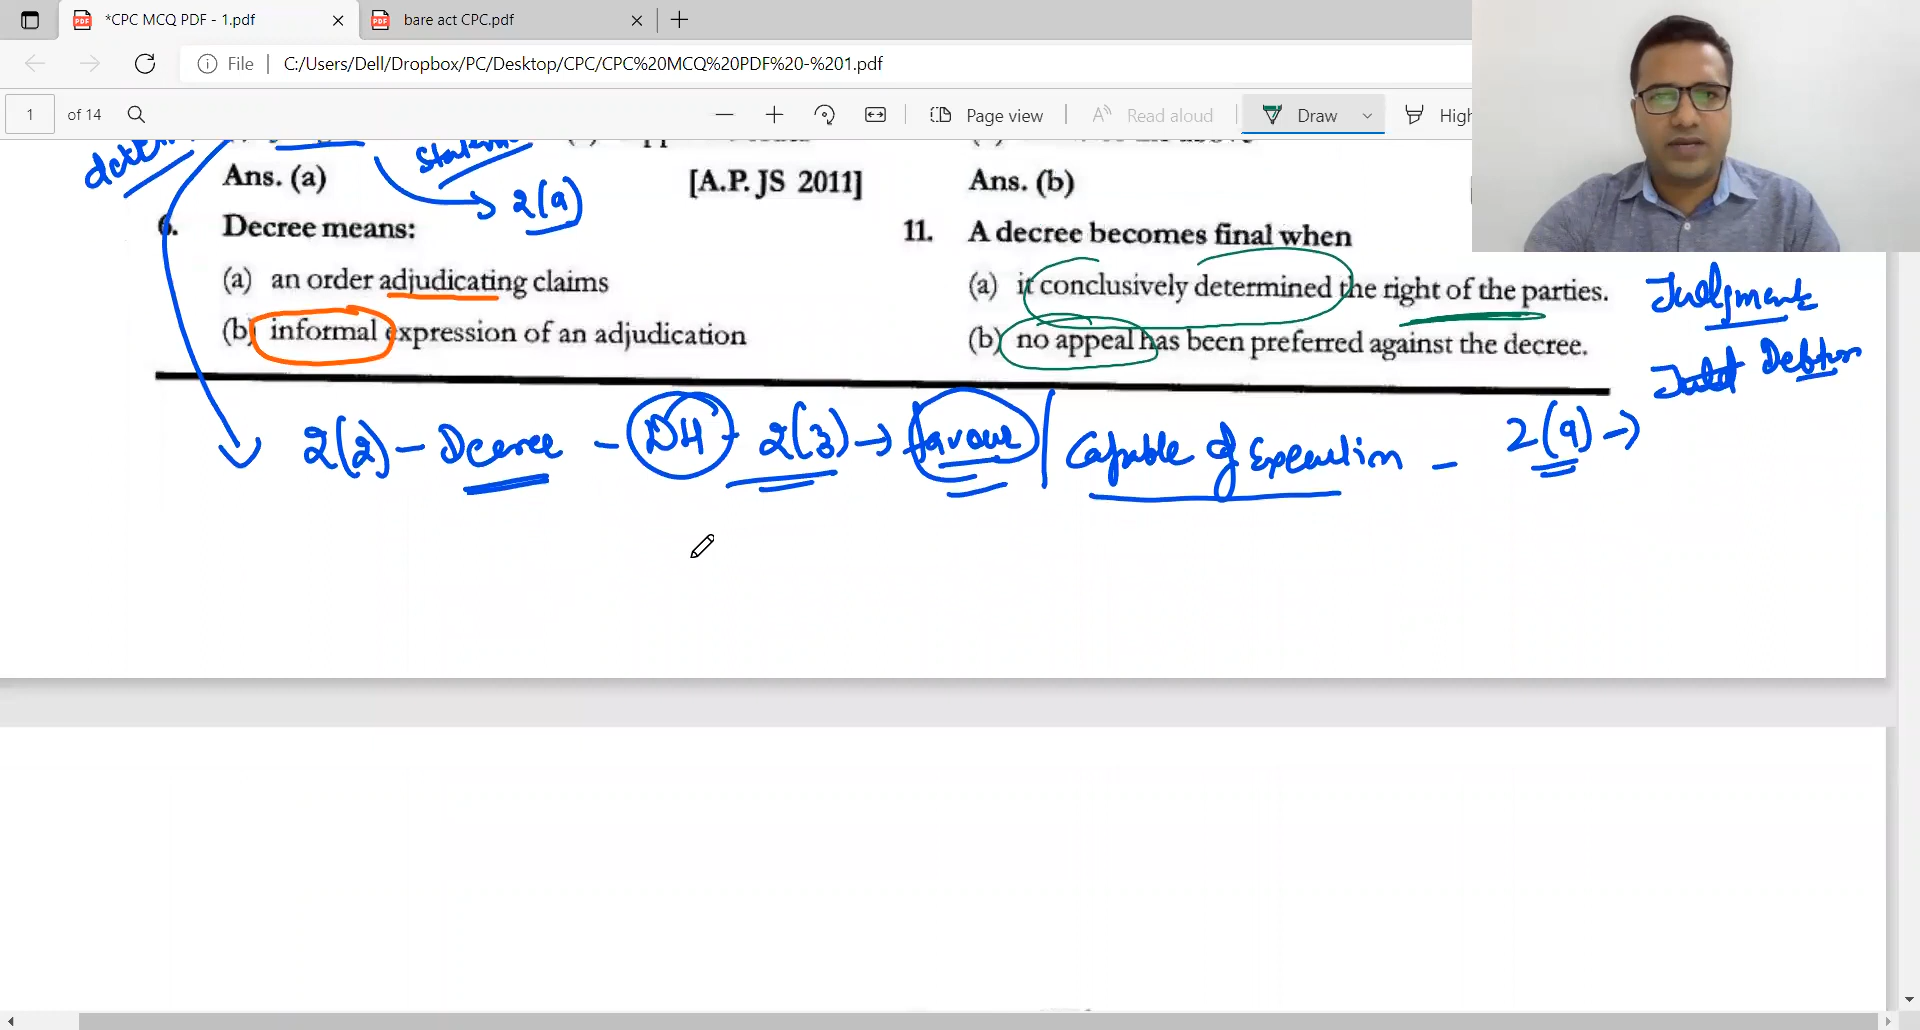 *CPC MCQ PDF - 1.pdf
bare act CPC.pdf
File
C:/Users/Dell/Dropbox/PC/Desktop/CPC/CPC%20MCQ%20PDF%20-%201.pdf
1 of 14
Page view
Read aloud
Draw
High
Ans. (a)
[A.P. JS 2011]
2(9)
6. Decree means:
(a) an order adjudicating claims
(b) informal expression of an adjudication
Ans. (b)
11. A decree becomes final when
(a) it conclusively determined the right of the parties.
(b) no appeal has been preferred against the decree.
Judgment
Debtor
2(2) - Decree - DH - 2(3) → favour | Capable of Execution - 2(9) →